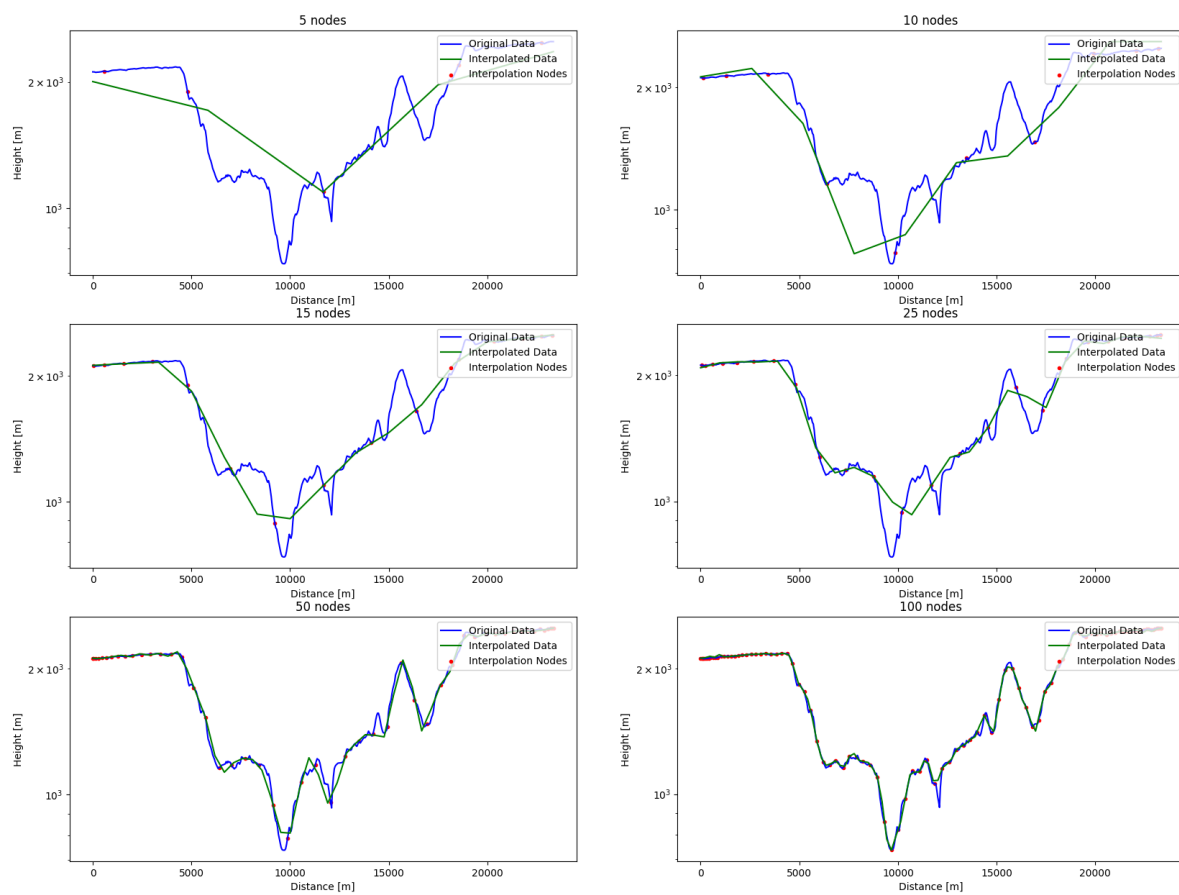 5 nodes
Height [m]
2 × 10³
10³
Original Data
Interpolated Data
Interpolation Nodes
0 5000 10000 15000 20000
Distance [m]
10 nodes
Height [m]
2 × 10³
10³
Original Data
Interpolated Data
Interpolation Nodes
0 5000 10000 15000 20000
Distance [m]
15 nodes
Height [m]
2 × 10³
10³
Original Data
Interpolated Data
Interpolation Nodes
0 5000 10000 15000 20000
Distance [m]
25 nodes
Height [m]
2 × 10³
10³
Original Data
Interpolated Data
Interpolation Nodes
0 5000 10000 15000 20000
Distance [m]
50 nodes
Height [m]
2 × 10³
10³
Original Data
Interpolated Data
Interpolation Nodes
0 5000 10000 15000 20000
Distance [m]
100 nodes
Height [m]
2 × 10³
10³
Original Data
Interpolated Data
Interpolation Nodes
0 5000 10000 15000 20000
Distance [m]